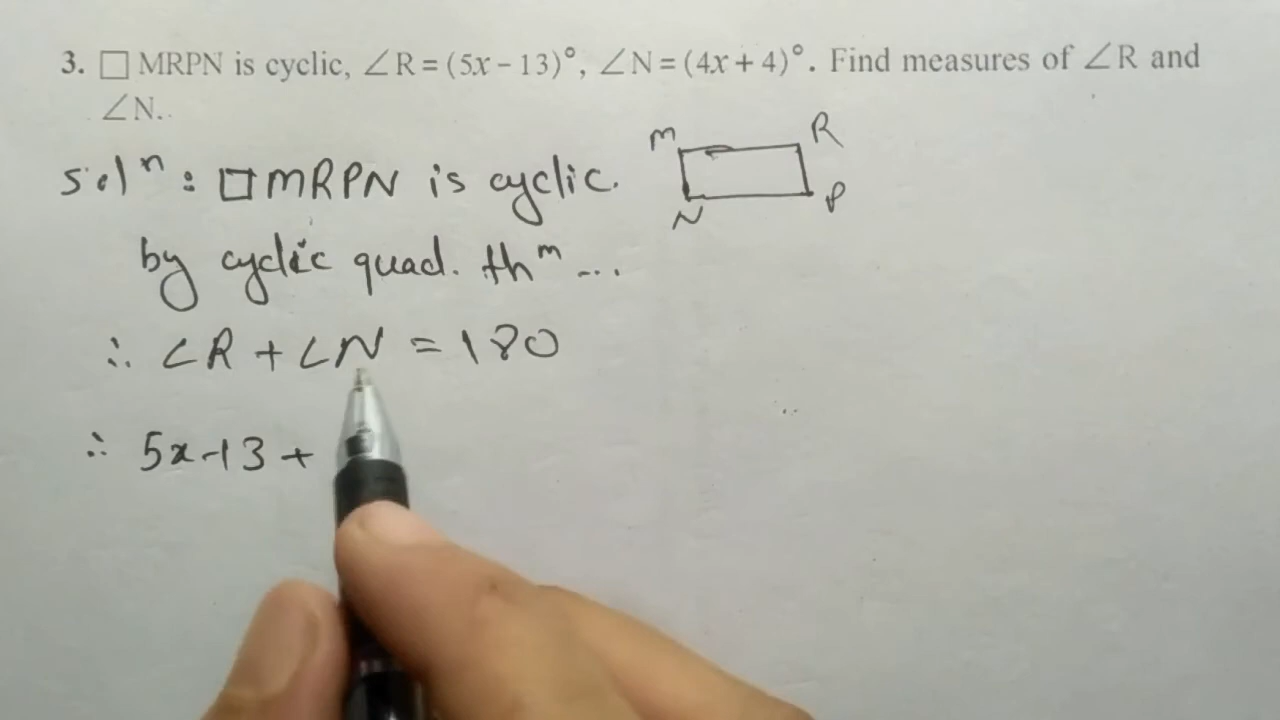 3. □ MRPN is cyclic, ∠R = (5x − 13)°, ∠N = (4x + 4)°. Find measures of ∠R and
∠N..
Solⁿ : □MRPN is cyclic.
M R
N P
by cyclic quad. thᵐ ...
∴ ∠R + ∠N = 180
∴ 5x-13 +